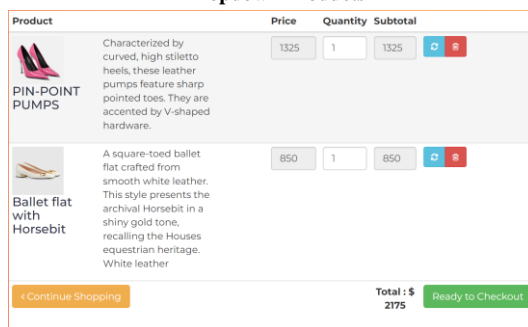 Product Price Quantity Subtotal
PIN-POINT
PUMPS
Characterized by
curved, high stiletto
heels, these leather
pumps feature sharp
pointed toes. They are
accented by V-shaped
hardware.
1325 1 1325
Ballet flat
with
Horsebit
A square-toed ballet
flat crafted from
smooth white leather.
This style presents the
archival Horsebit in a
shiny gold tone,
recalling the Houses
equestrian heritage.
White leather
850 1 850
‹ Continue Shopping
Total : $
2175
Ready to Checkout